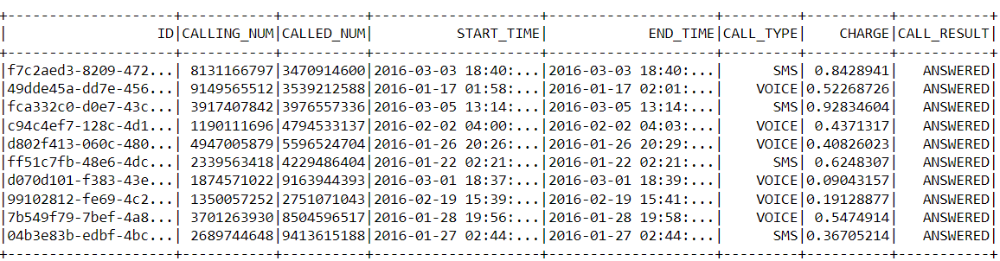 +--------------------+-----------+----------+-------------------+-------------------+---------+----------+-----------+
|                  ID|CALLING_NUM|CALLED_NUM|         START_TIME|           END_TIME|CALL_TYPE|    CHARGE|CALL_RESULT|
+--------------------+-----------+----------+-------------------+-------------------+---------+----------+-----------+
|f7c2aed3-8209-472...| 8131166797|3470914600|2016-03-03 18:40:...|2016-03-03 18:40:...|      SMS| 0.8428941|   ANSWERED|
|49dde45a-dd7e-456...| 9149565512|3539212588|2016-01-17 01:58:...|2016-01-17 02:01:...|    VOICE|0.52268726|   ANSWERED|
|fca332c0-d0e7-43c...| 3917407842|3976557336|2016-03-05 13:14:...|2016-03-05 13:14:...|      SMS|0.92834604|   ANSWERED|
|c94c4ef7-128c-4d1...| 1190111696|4794533137|2016-02-02 04:00:...|2016-02-02 04:03:...|    VOICE| 0.4371317|   ANSWERED|
|d802f413-060c-480...| 4947005879|5596524704|2016-01-26 20:26:...|2016-01-26 20:29:...|    VOICE|0.40826023|   ANSWERED|
|ff51c7fb-48e6-4dc...| 2339563418|4229486404|2016-01-22 02:21:...|2016-01-22 02:21:...|      SMS| 0.6248307|   ANSWERED|
|d070d101-f383-43e...| 1874571022|9163944393|2016-03-01 18:37:...|2016-03-01 18:39:...|    VOICE|0.09043157|   ANSWERED|
|99102812-fe69-4c2...| 1350057252|2751071043|2016-02-19 15:39:...|2016-02-19 15:41:...|    VOICE|0.19128877|   ANSWERED|
|7b549f79-7bef-4a8...| 3701263930|8504596517|2016-01-28 19:56:...|2016-01-28 19:58:...|    VOICE| 0.5474914|   ANSWERED|
|04b3e83b-edbf-4bc...| 2689744648|9413615188|2016-01-27 02:44:...|2016-01-27 02:44:...|      SMS|0.36705214|   ANSWERED|
+--------------------+-----------+----------+-------------------+-------------------+---------+----------+-----------+